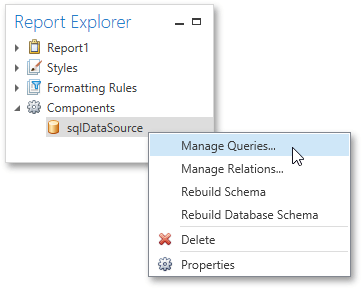 Report Explorer
Report1
Styles
Formatting Rules
Components
sqlDataSource
Manage Queries...
Manage Relations...
Rebuild Schema
Rebuild Database Schema
Delete
Properties